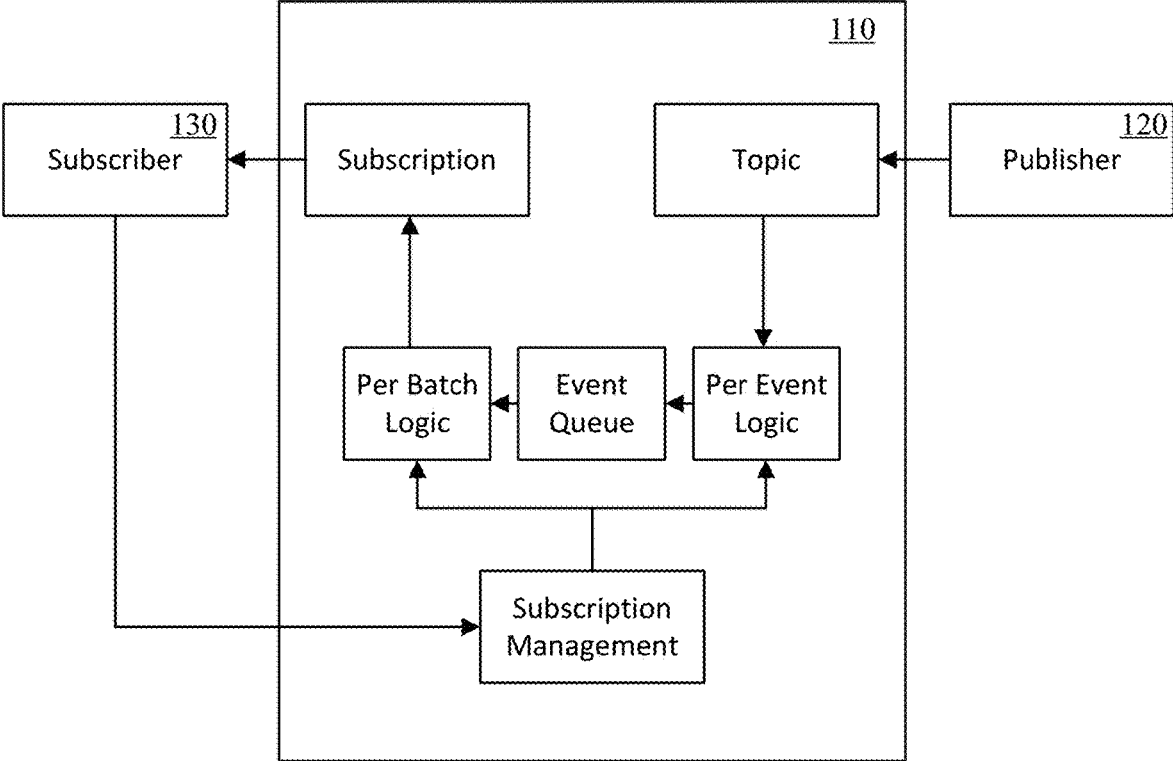 110
130
Subscriber
Subscription
Topic
120
Publisher
Per Batch
Logic
Event
Queue
Per Event
Logic
Subscription
Management